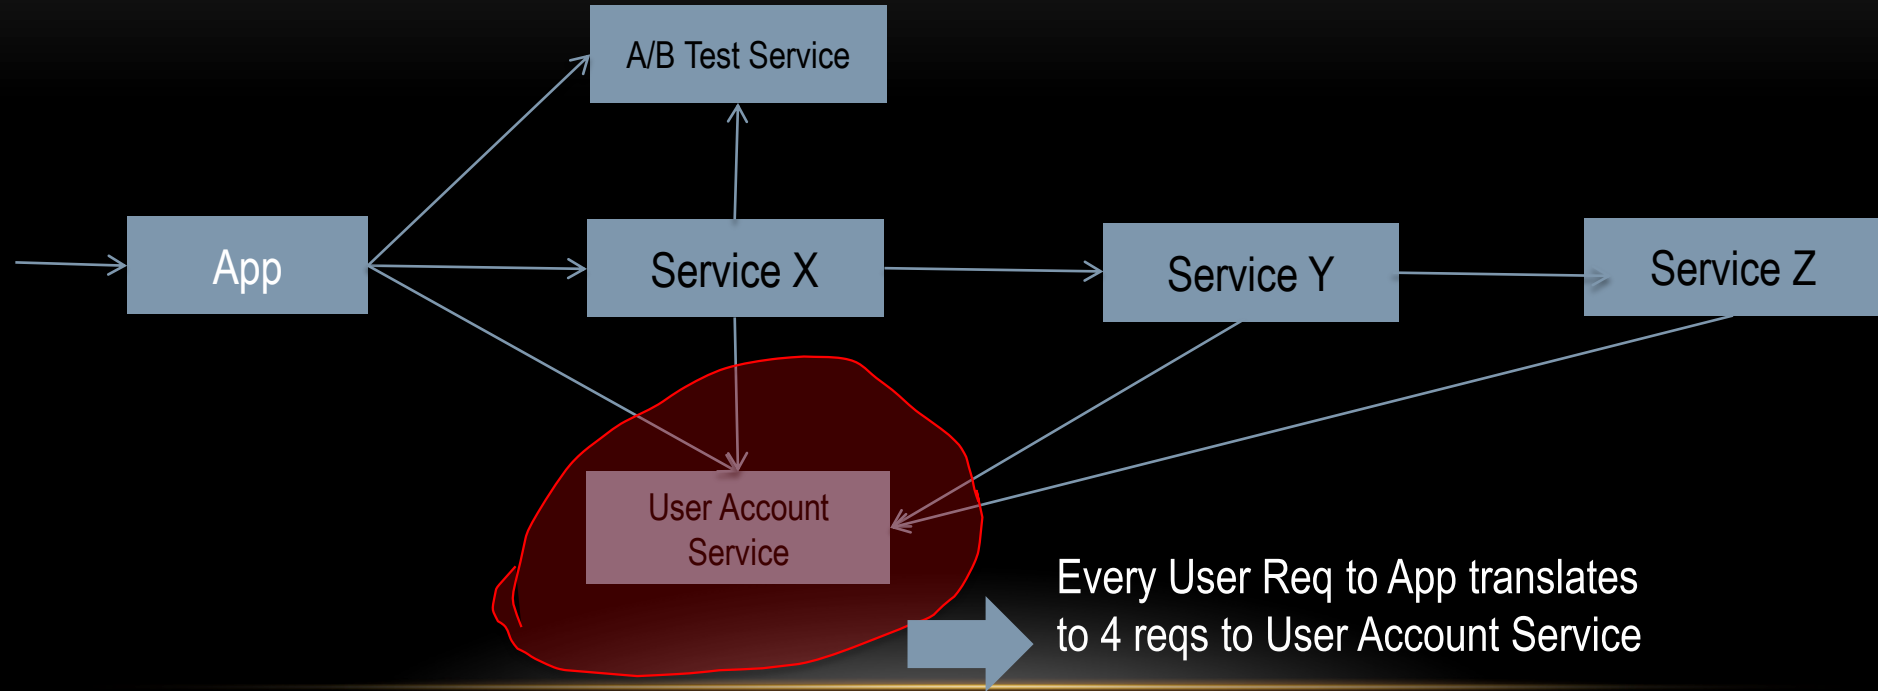 A/B Test Service
App
Service X
Service Y
Service Z
User Account
Service
Every User Req to App translates
to 4 reqs to User Account Service